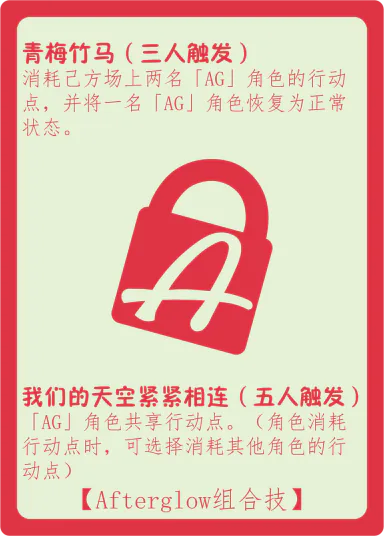 青梅竹马（三人触发）
消耗己方场上两名「AG」角色的行动
点，并将一名「AG」角色恢复为正常
状态。
A
我们的天空紧紧相连（五人触发）
「AG」角色共享行动点。（角色消耗
行动点时，可选择消耗其他角色的行
动点）
【Afterglow组合技】